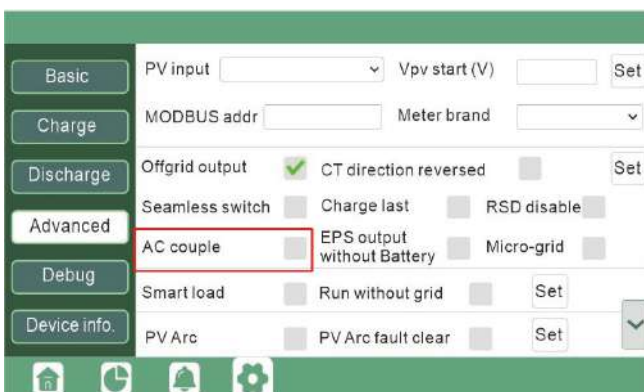 Basic
PV input
Vpv start (V)
Set
Charge
MODBUS addr
Meter brand
Discharge
Offgrid output
CT direction reversed
Set
Seamless switch
Charge last
RSD disable
Advanced
AC couple
EPS output
without Battery
Micro-grid
Debug
Smart load
Run without grid
Set
Device info.
PV Arc
PV Arc fault clear
Set